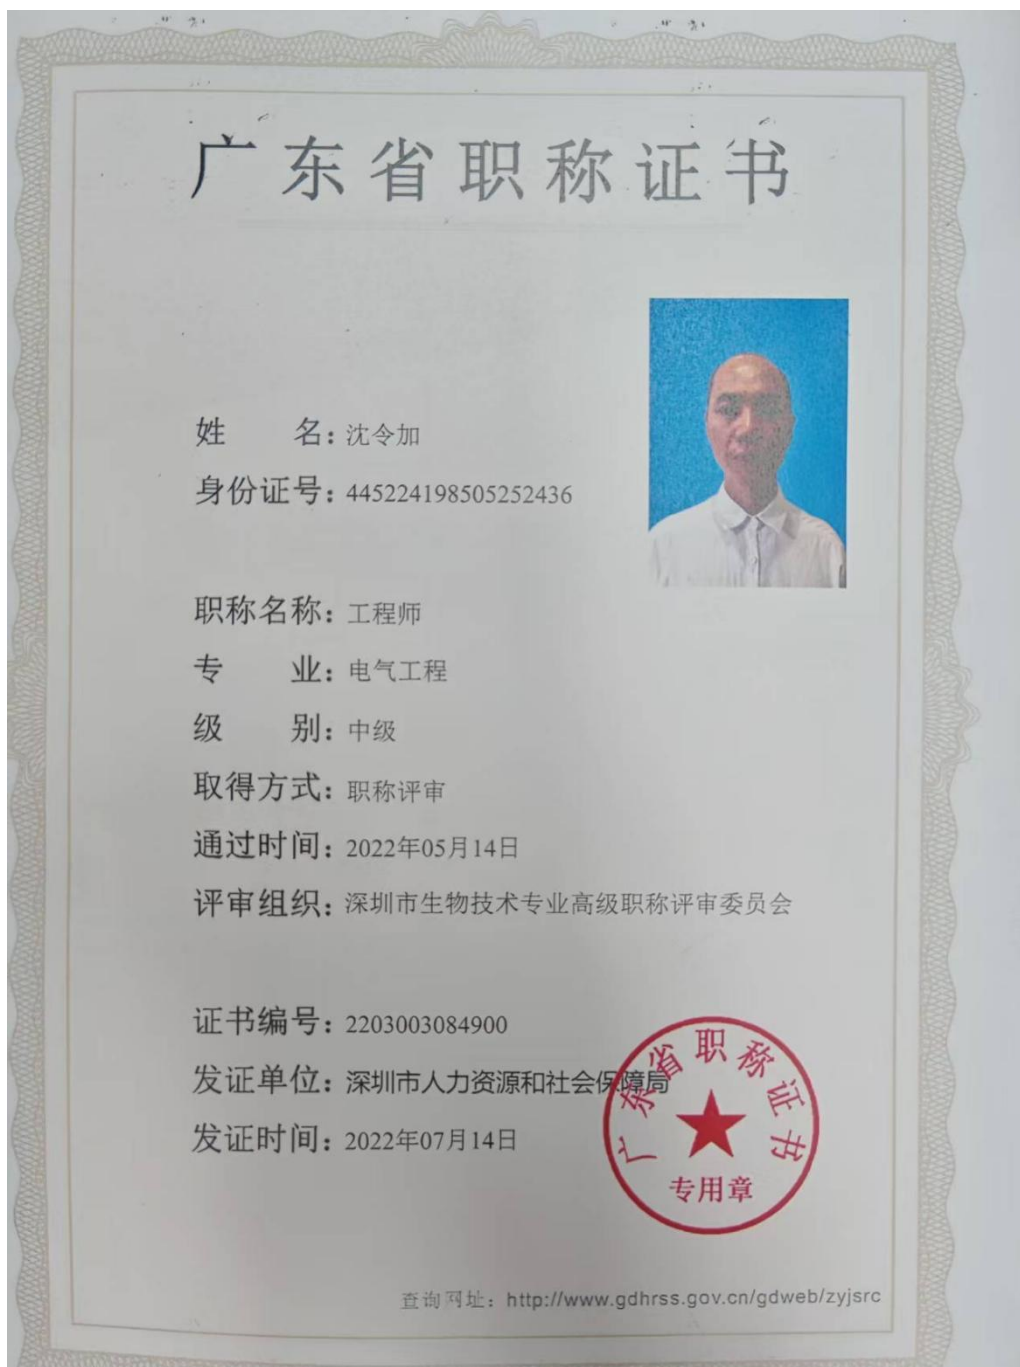 广东省职称证书
姓 名：沈令加
身份证号：445224198505252436
职称名称：工程师
专 业：电气工程
级 别：中级
取得方式：职称评审
通过时间：2022年05月14日
评审组织：深圳市生物技术专业高级职称评审委员会
证书编号：2203003084900
发证单位：深圳市人力资源和社会保障局
发证时间：2022年07月14日
广东省职称证书
专用章
查询网址：http://www.gdhrss.gov.cn/gdweb/zyjsrc